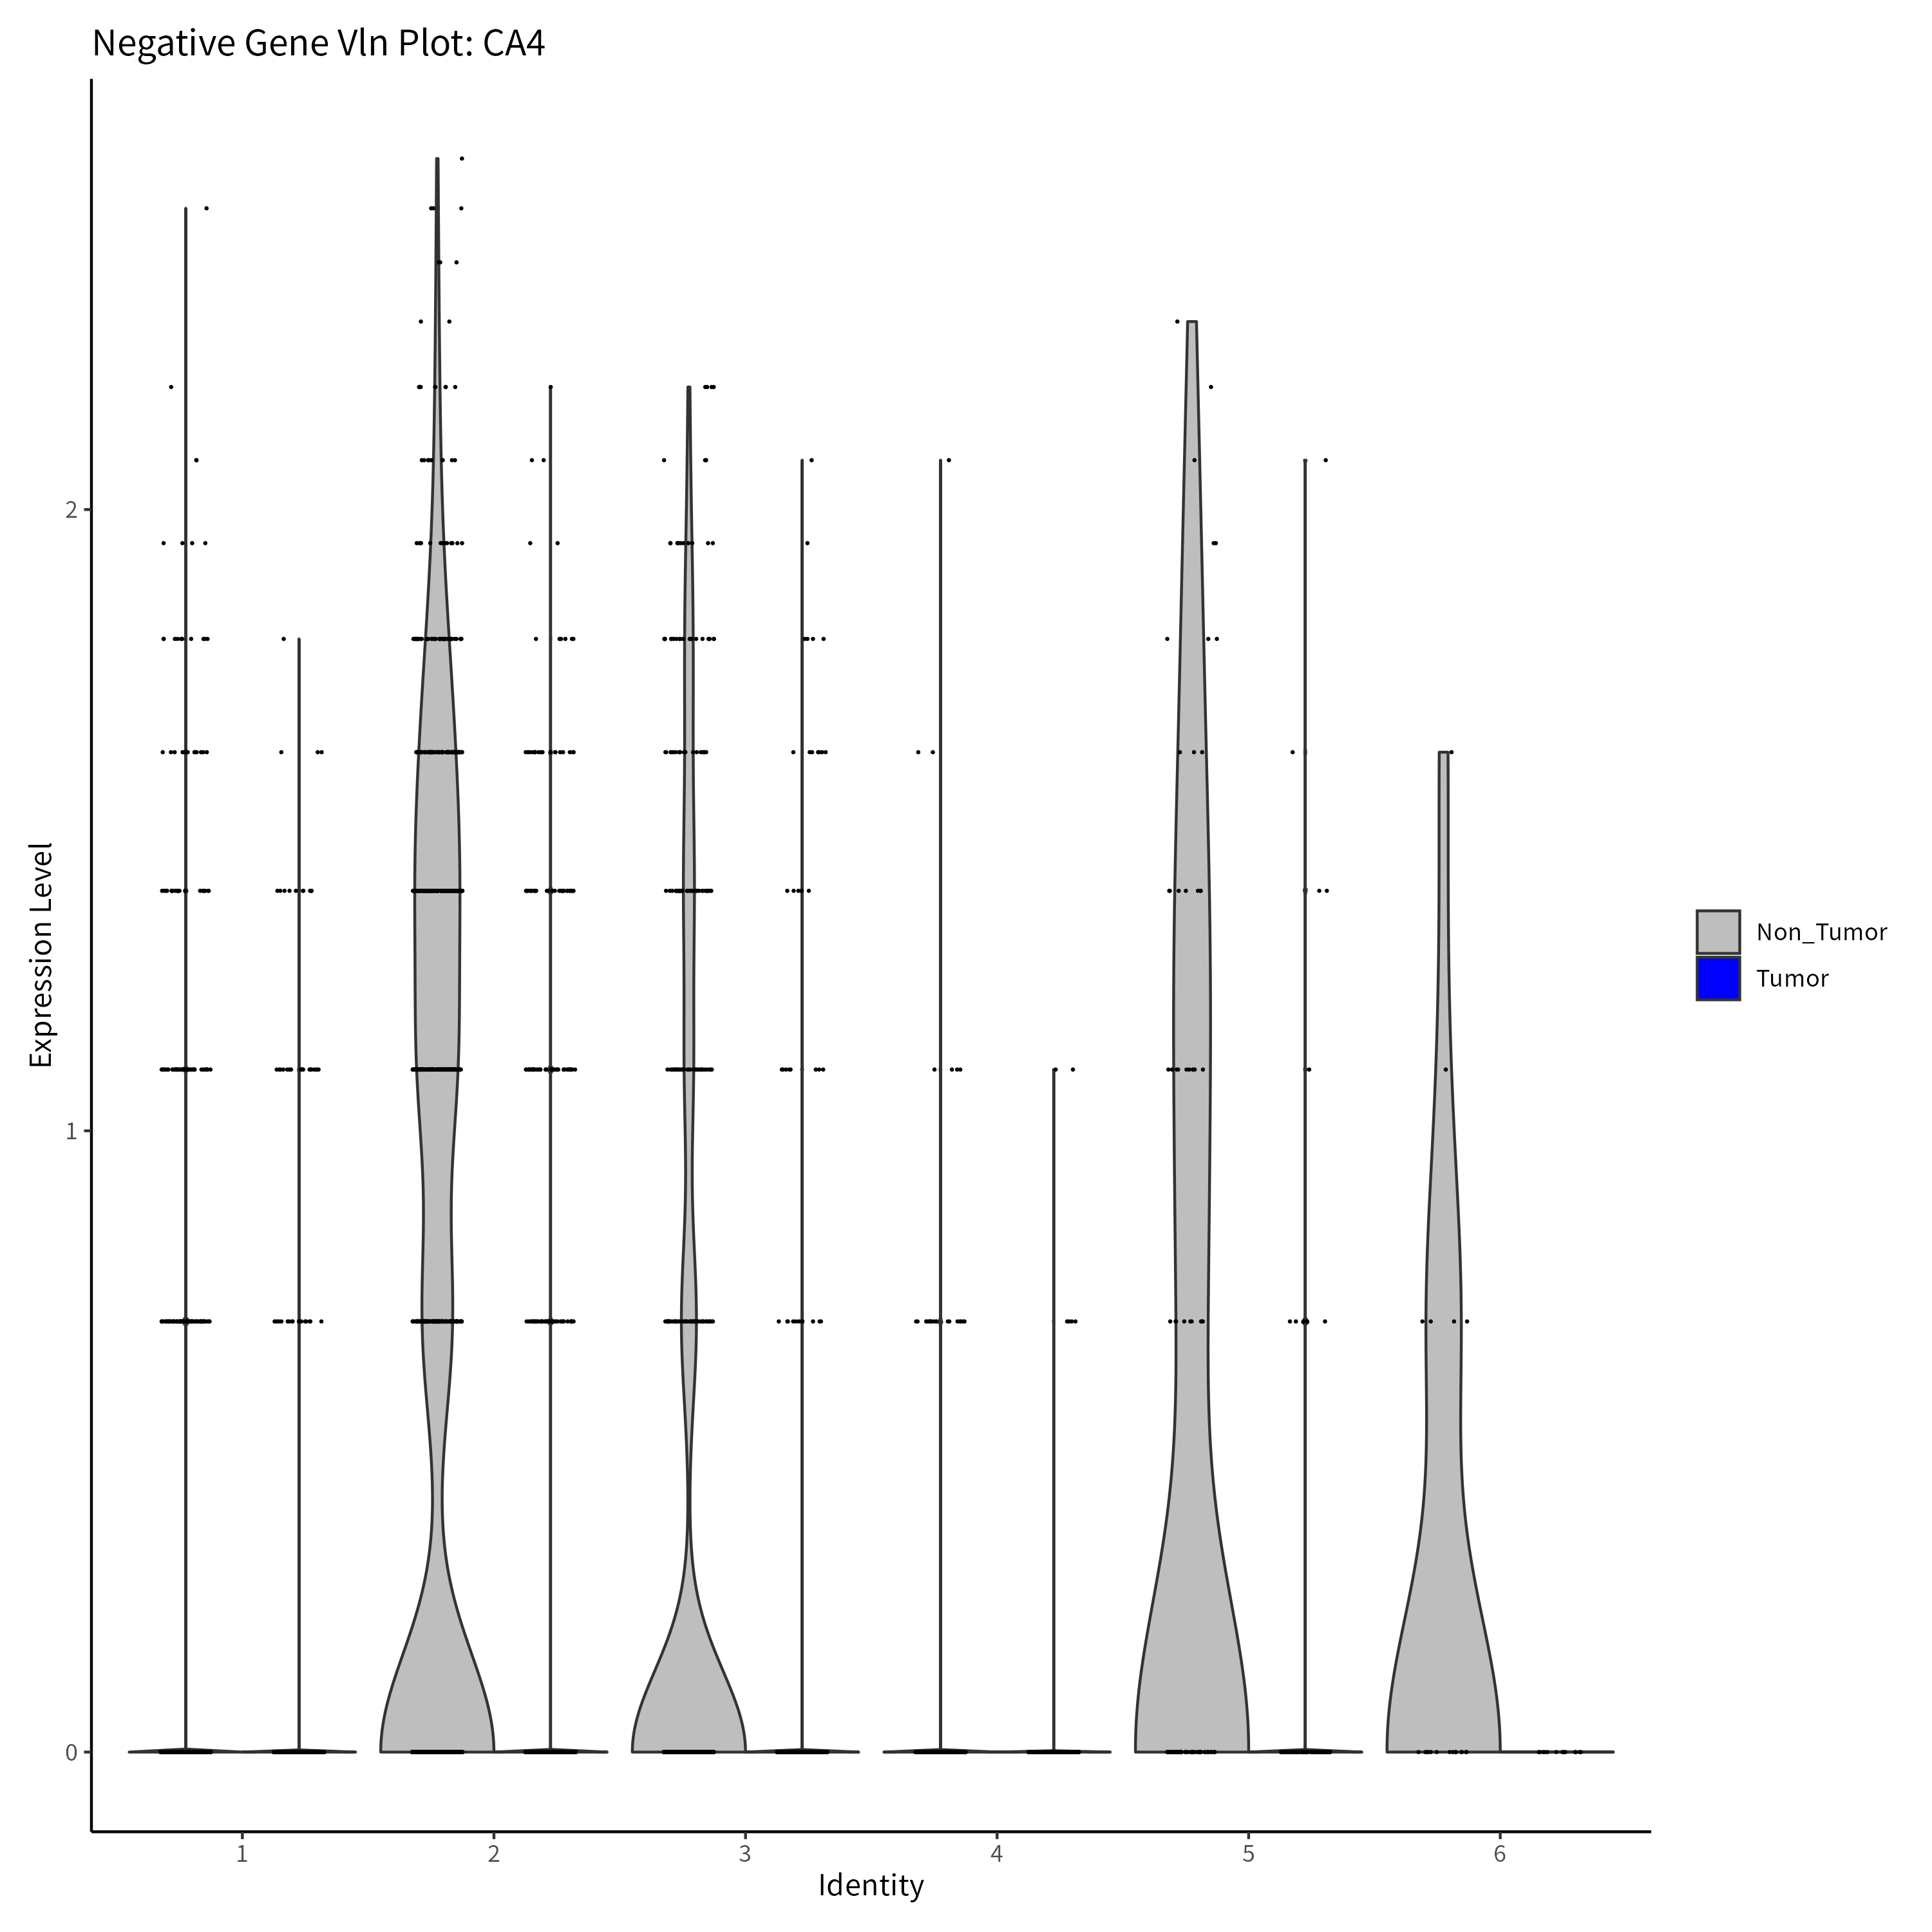 Negative Gene Vln Plot: CA4
Expression Level
2
1
0
1 2 3 4 5 6
Identity
Non_Tumor
Tumor